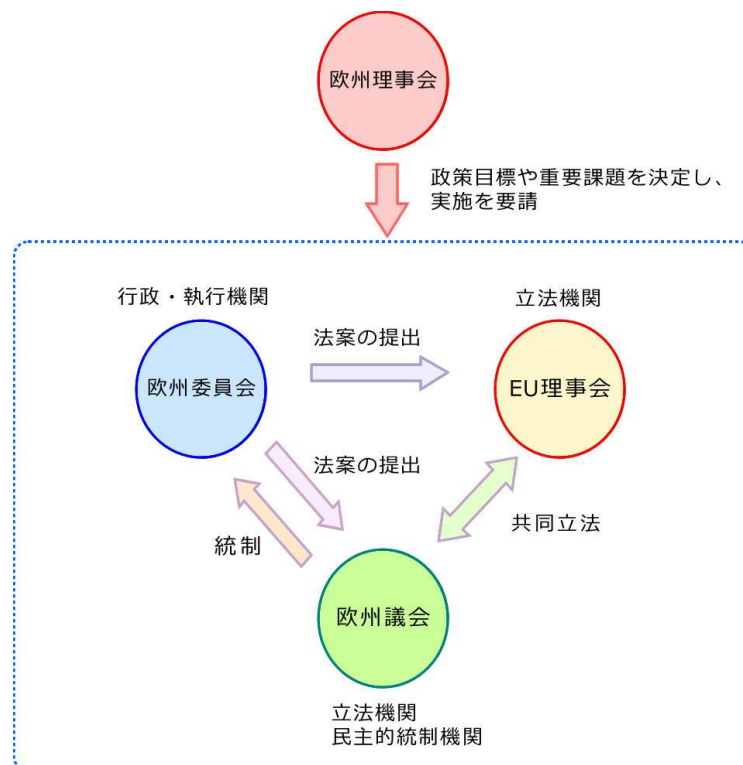 欧州理事会
政策目標や重要課題を決定し、
実施を要請
行政・執行機関
立法機関
法案の提出
欧州委員会
EU理事会
法案の提出
共同立法
統制
欧州議会
立法機関
民主的統制機関